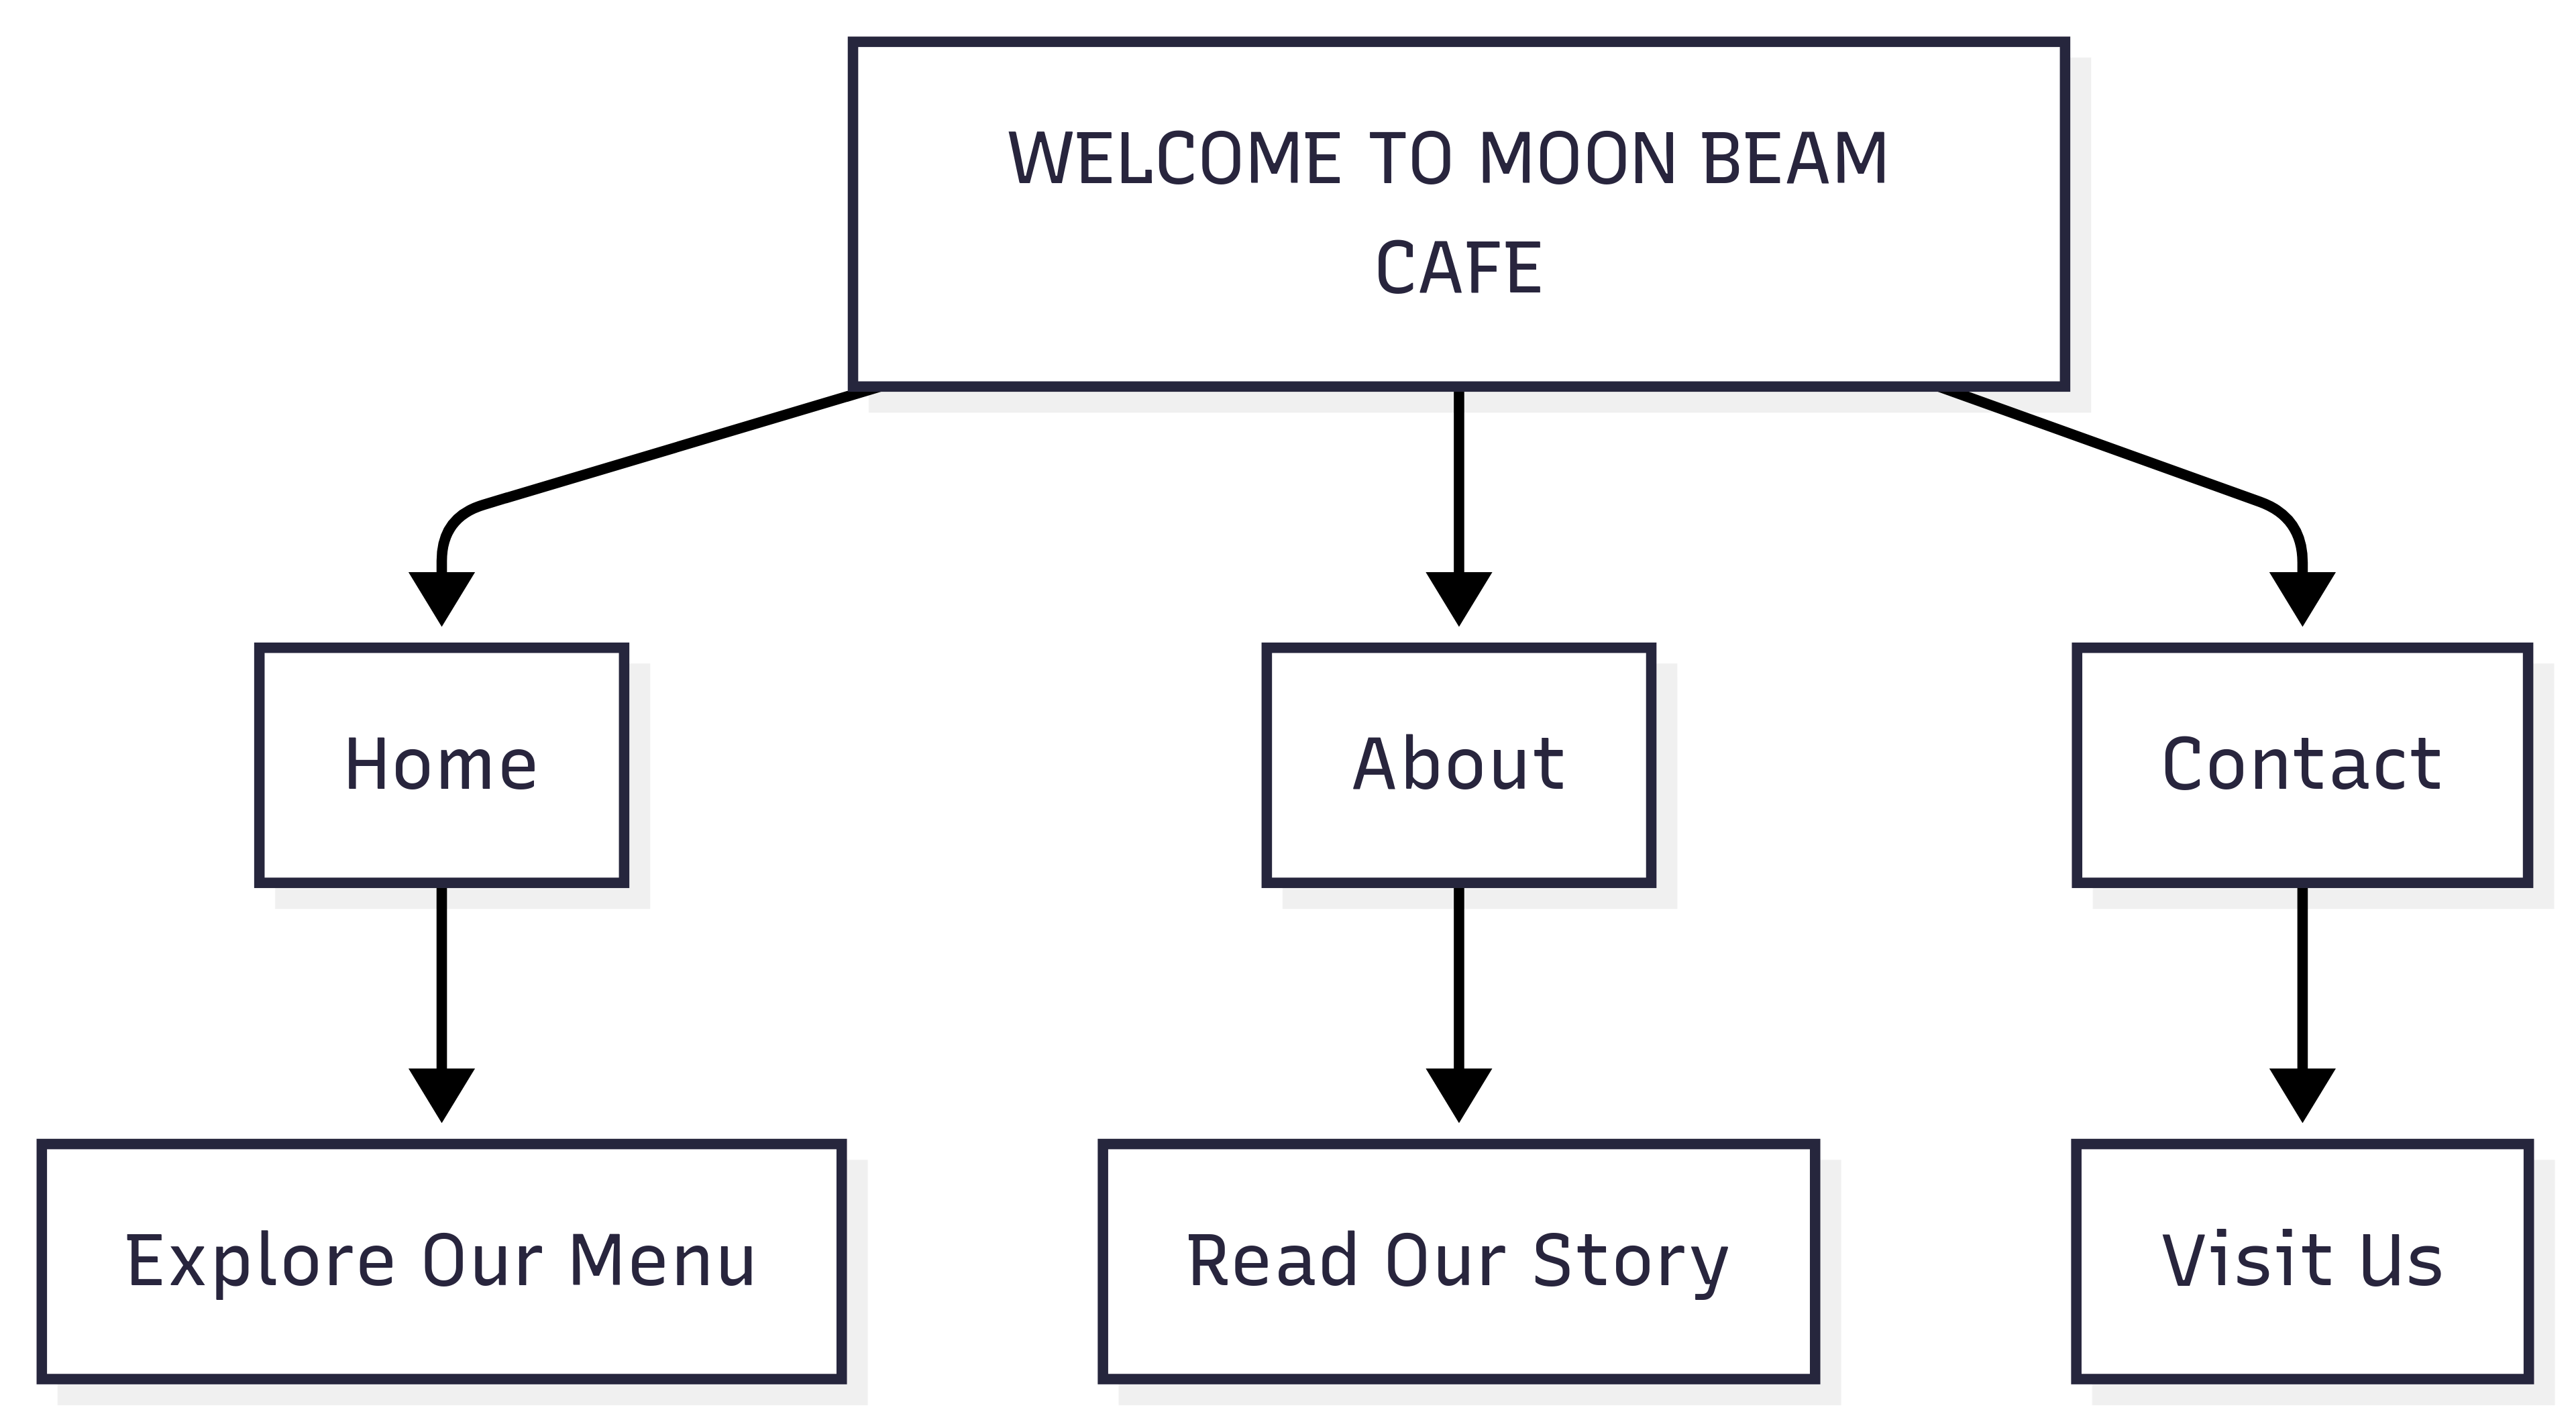 WELCOME TO MOON BEAM
CAFE
Home
About
Contact
Explore Our Menu
Read Our Story
Visit Us